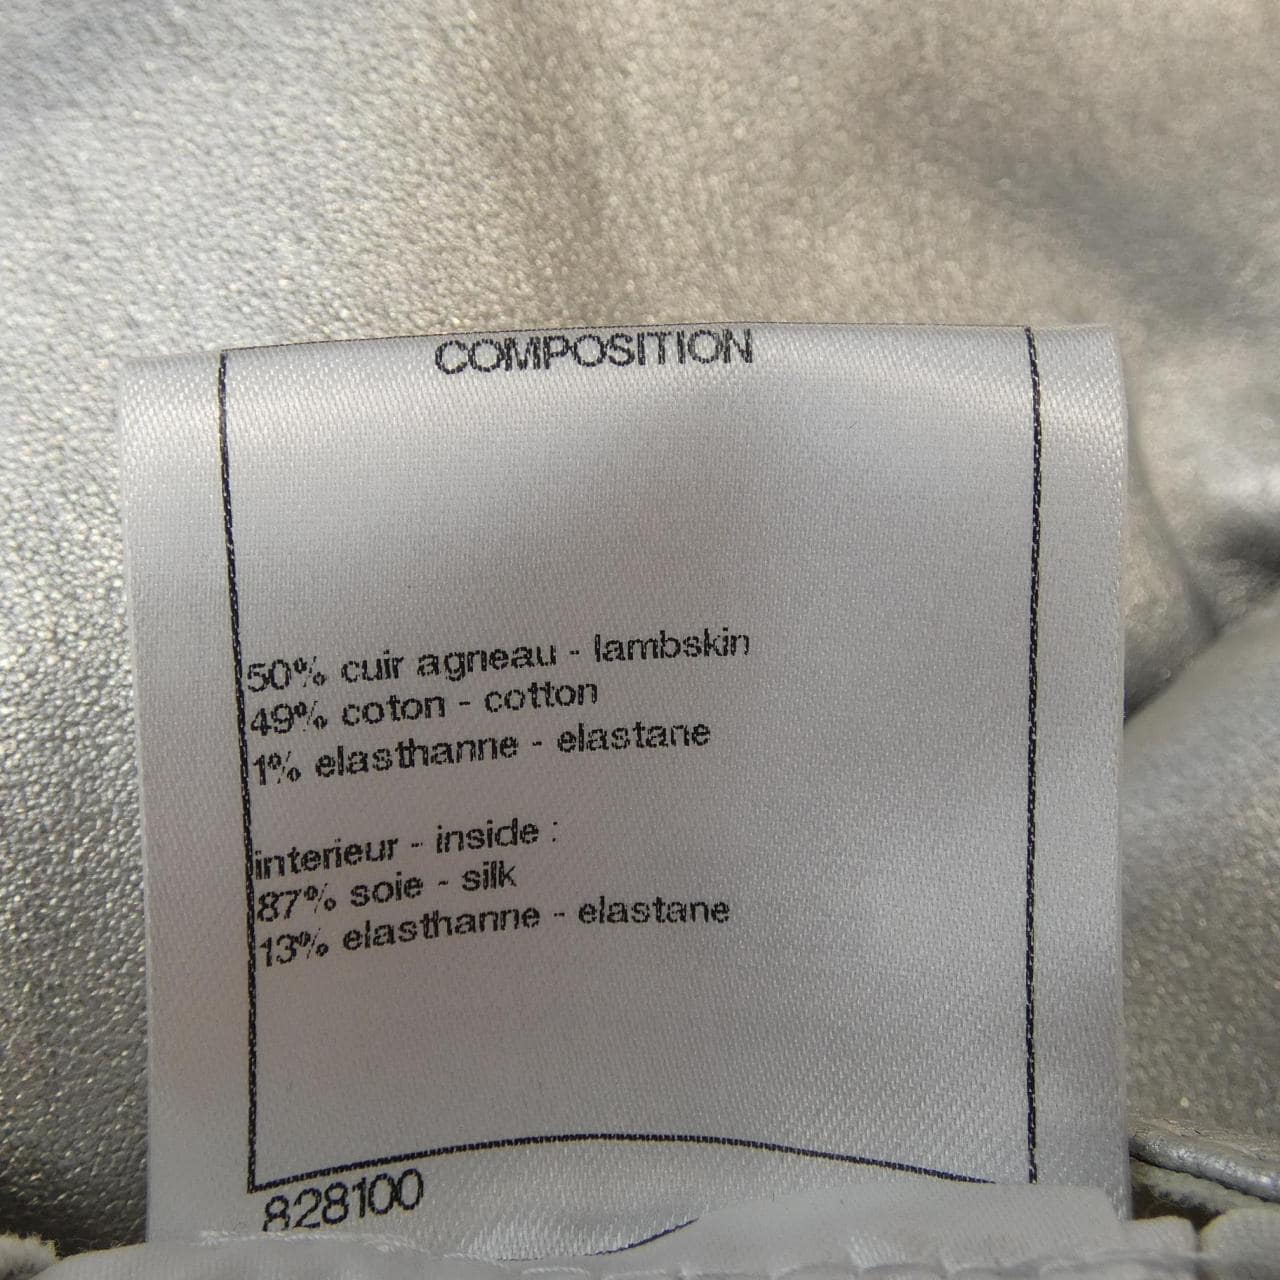 COMPOSITION
50% cuir agneau - lambskin
49% coton - cotton
1% elasthanne - elastane
interieur - inside :
87% soie - silk
13% elasthanne - elastane
828100